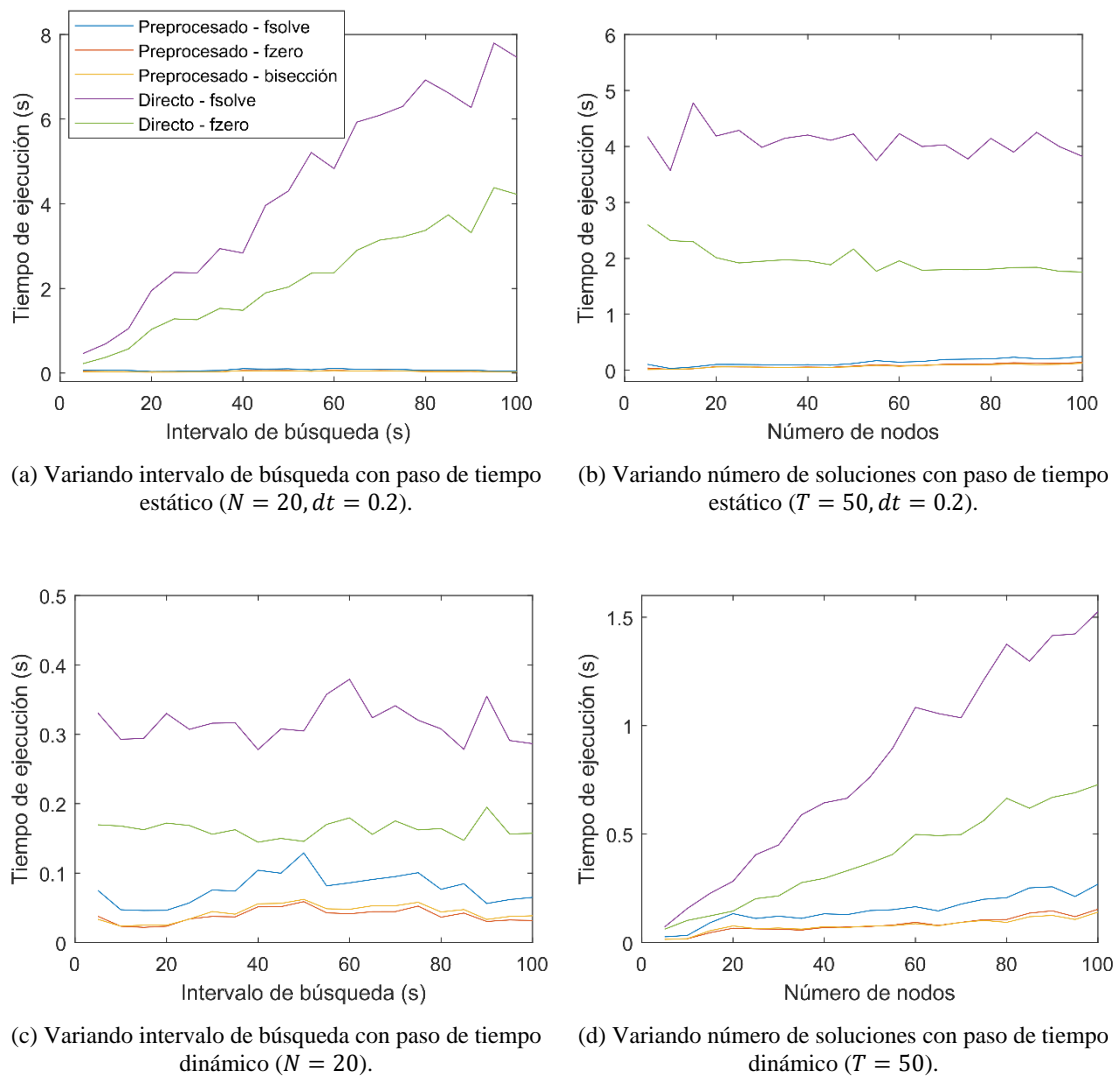 Preprocesado - fsolve
Preprocesado - fzero
Preprocesado - bisección
Directo - fsolve
Directo - fzero
Tiempo de ejecución (s)
8
6
4
2
0
0 20 40 60 80 100
Intervalo de búsqueda (s)
(a) Variando intervalo de búsqueda con paso de tiempo
estático (N = 20, dt = 0.2).
Tiempo de ejecución (s)
6
5
4
3
2
1
0
0 20 40 60 80 100
Número de nodos
(b) Variando número de soluciones con paso de tiempo
estático (T = 50, dt = 0.2).
Tiempo de ejecución (s)
0.5
0.4
0.3
0.2
0.1
0
0 20 40 60 80 100
Intervalo de búsqueda (s)
(c) Variando intervalo de búsqueda con paso de tiempo
dinámico (N = 20).
Tiempo de ejecución (s)
1.5
1
0.5
0
0 20 40 60 80 100
Número de nodos
(d) Variando número de soluciones con paso de tiempo
dinámico (T = 50).